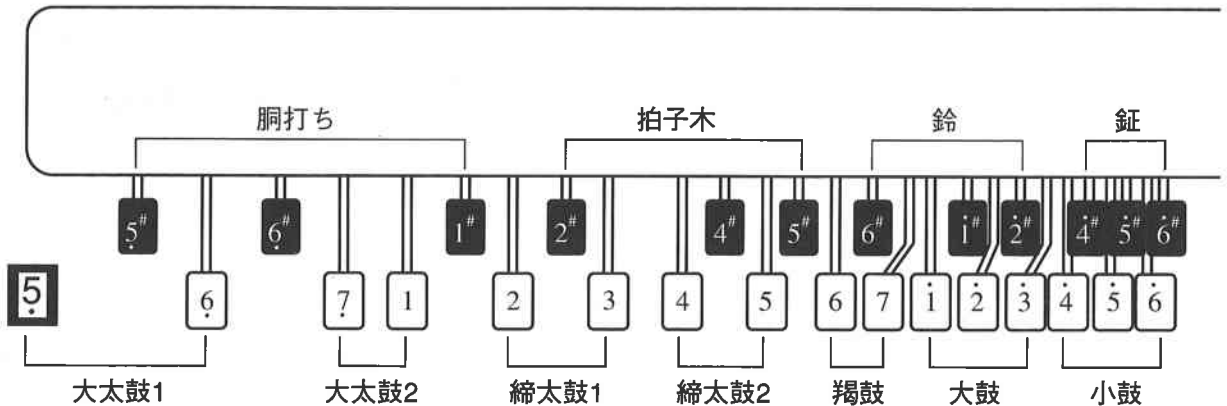 胴打ち 拍子木 鈴 鉦
5̣# 6̣# 1# 2# 4# 5# 6# 1̇# 2̇# 4̇# 5̇# 6̇#
5̣ 6̣ 7̣ 1 2 3 4 5 6 7 1̇ 2̇ 3̇ 4̇ 5̇ 6̇
大太鼓1 大太鼓2 締太鼓1 締太鼓2 羯鼓 大鼓 小鼓